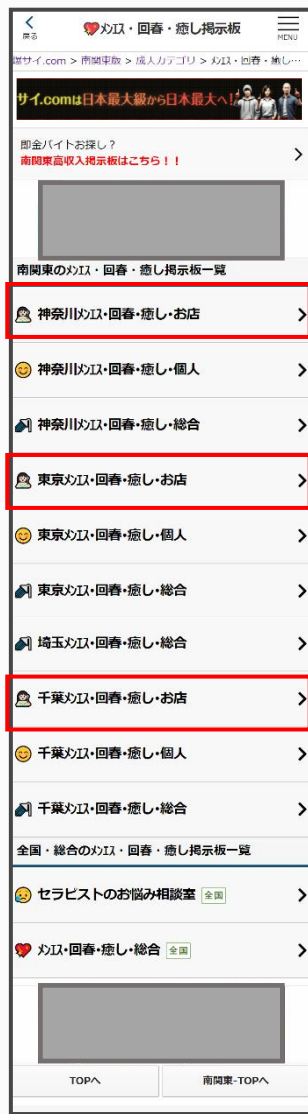 戻る
メンエス・回春・癒し掲示板
MENU
爆サイ.com > 南関東版 > 成人カテゴリ > メンエス・回春・癒し…
サイ.comは日本最大級から日本最大へ!
即金バイトお探し?
南関東高収入掲示板はこちら!!
南関東のメンエス・回春・癒し掲示板一覧
神奈川メンエス・回春・癒し・お店
神奈川メンエス・回春・癒し・個人
神奈川メンエス・回春・癒し・総合
東京メンエス・回春・癒し・お店
東京メンエス・回春・癒し・個人
東京メンエス・回春・癒し・総合
埼玉メンエス・回春・癒し・総合
千葉メンエス・回春・癒し・お店
千葉メンエス・回春・癒し・個人
千葉メンエス・回春・癒し・総合
全国・総合のメンエス・回春・癒し掲示板一覧
セラピストのお悩み相談室 全国
メンエス・回春・癒し・総合 全国
TOPへ 南関東-TOPへ